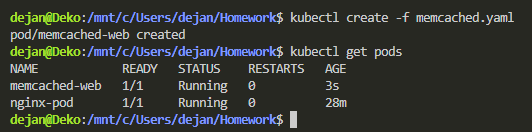 dejan@Deko:/mnt/c/Users/dejan/Homework$ kubectl create -f memcached.yaml
pod/memcached-web created
dejan@Deko:/mnt/c/Users/dejan/Homework$ kubectl get pods
NAME READY STATUS RESTARTS AGE
memcached-web 1/1 Running 0 3s
nginx-pod 1/1 Running 0 28m
dejan@Deko:/mnt/c/Users/dejan/Homework$